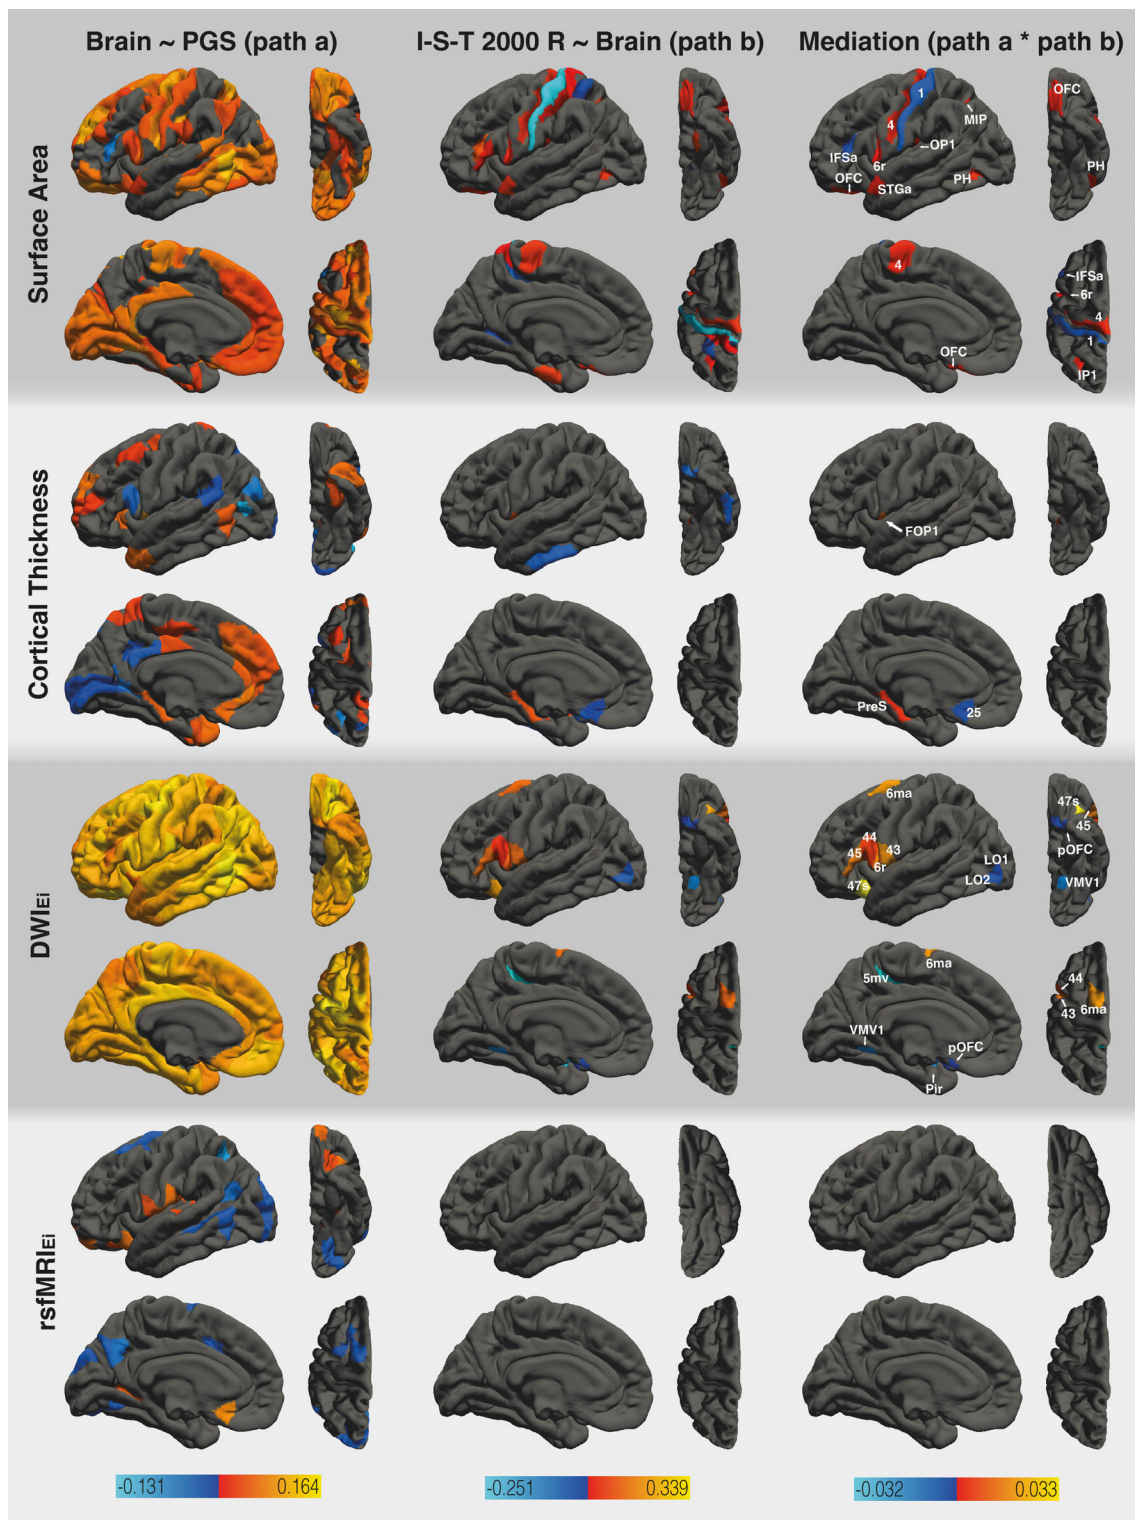 Brain ~ PGS (path a)
I-S-T 2000 R ~ Brain (path b)
Mediation (path a * path b)
Surface Area
1
MIP
4
OP1
IFSa
6r
OFC
STGa
PH
OFC
PH
4
OFC
IFSa
6r
4
1
IP1
Cortical Thickness
FOP1
PreS
25
DWIEi
6ma
44
45
43
6r
47s
LO1
LO2
47s
45
pOFC
VMV1
6ma
5mv
VMV1
pOFC
Pir
44
43
6ma
rsfMRIEi
-0.131
0.164
-0.251
0.339
-0.032
0.033